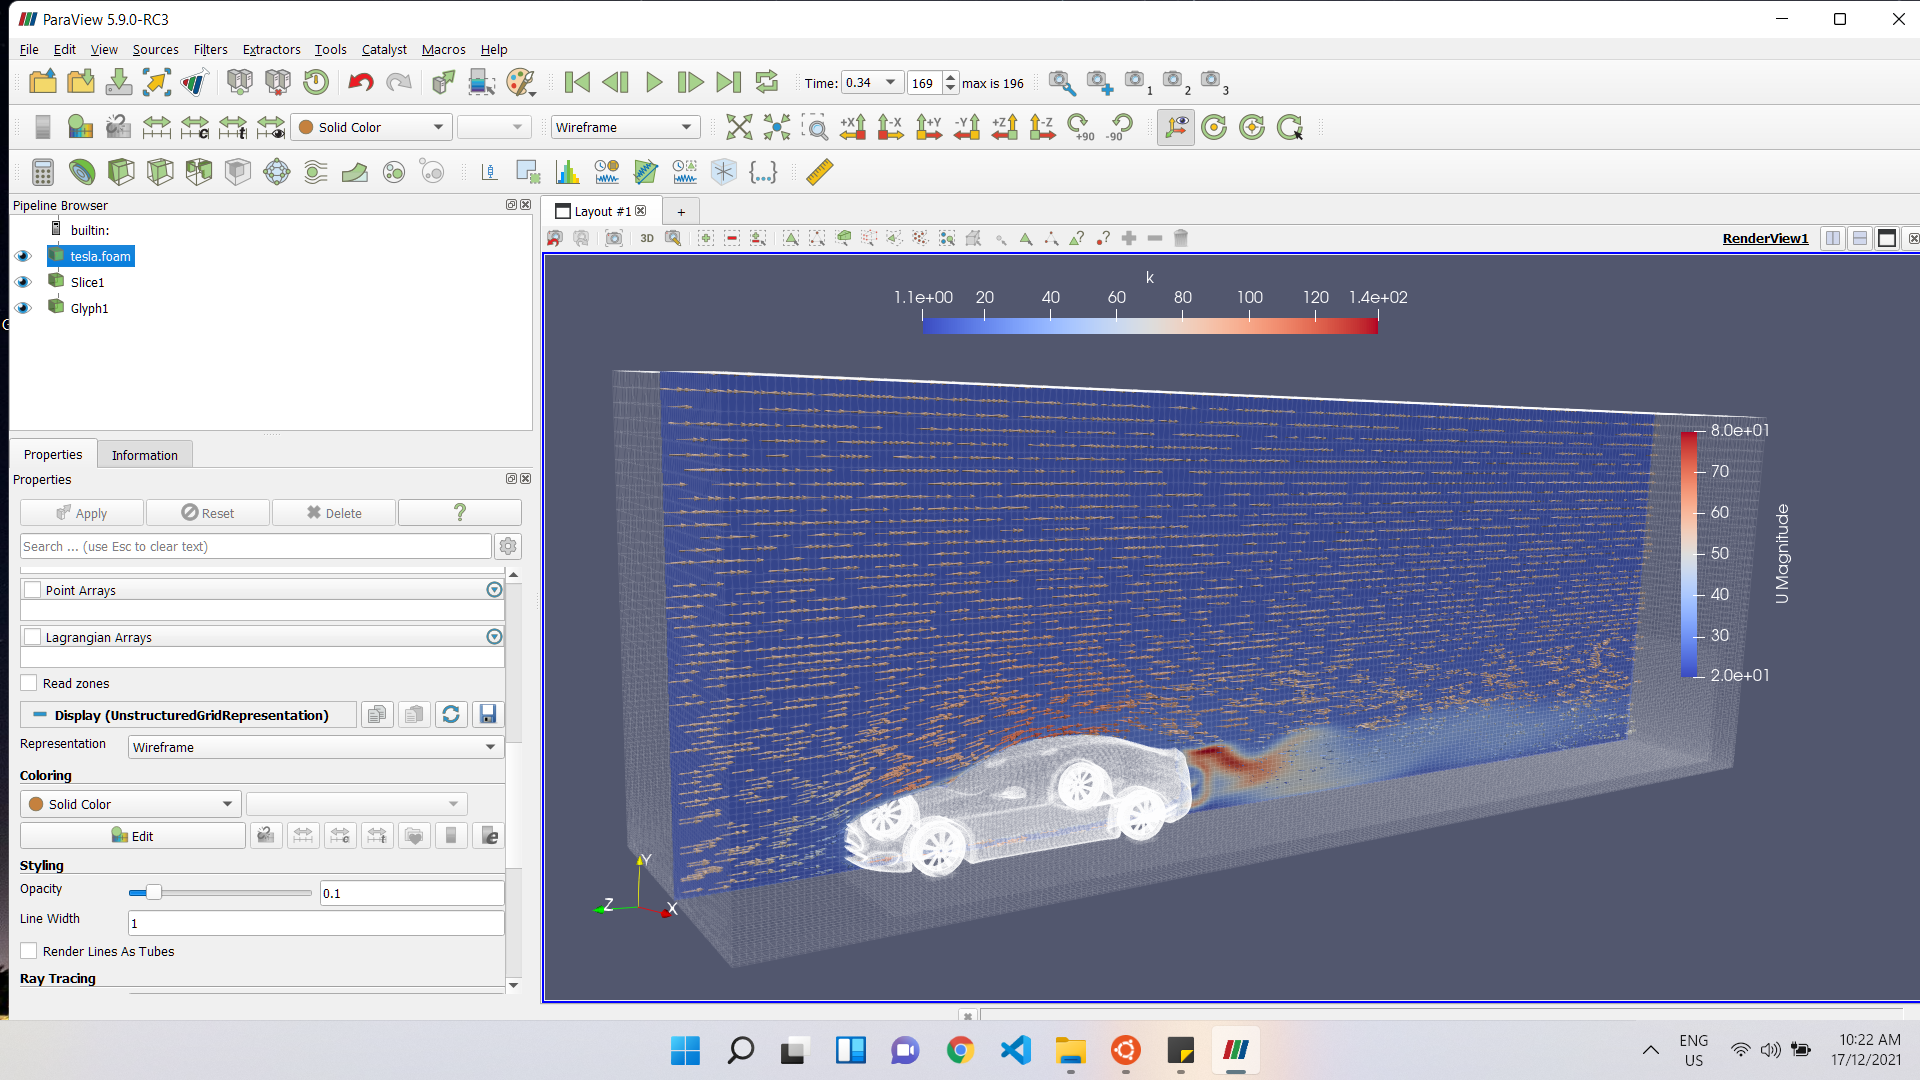 ParaView 5.9.0-RC3
File Edit View Sources Filters Extractors Tools Catalyst Macros Help
Time: 0.34 169 max is 196 1 2 3
Solid Color Wireframe +X -X +Y -Y +Z -Z +90 -90
Pipeline Browser
Layout #1 +
builtin:
3D RenderView1
tesla.foam
Slice1
Glyph1
k
1.1e+00 20 40 60 80 100 120 1.4e+02
Properties Information
Properties
Apply Reset Delete ?
Search ... (use Esc to clear text)
Point Arrays
Lagrangian Arrays
Read zones
Display (UnstructuredGridRepresentation)
Representation Wireframe
Coloring
Solid Color
Edit
Styling
Opacity 0.1
Line Width 1
Render Lines As Tubes
Ray Tracing
8.0e+01
70
60
50
40
30
2.0e+01
U Magnitude
Y
Z
X
ENG
US
10:22 AM
17/12/2021